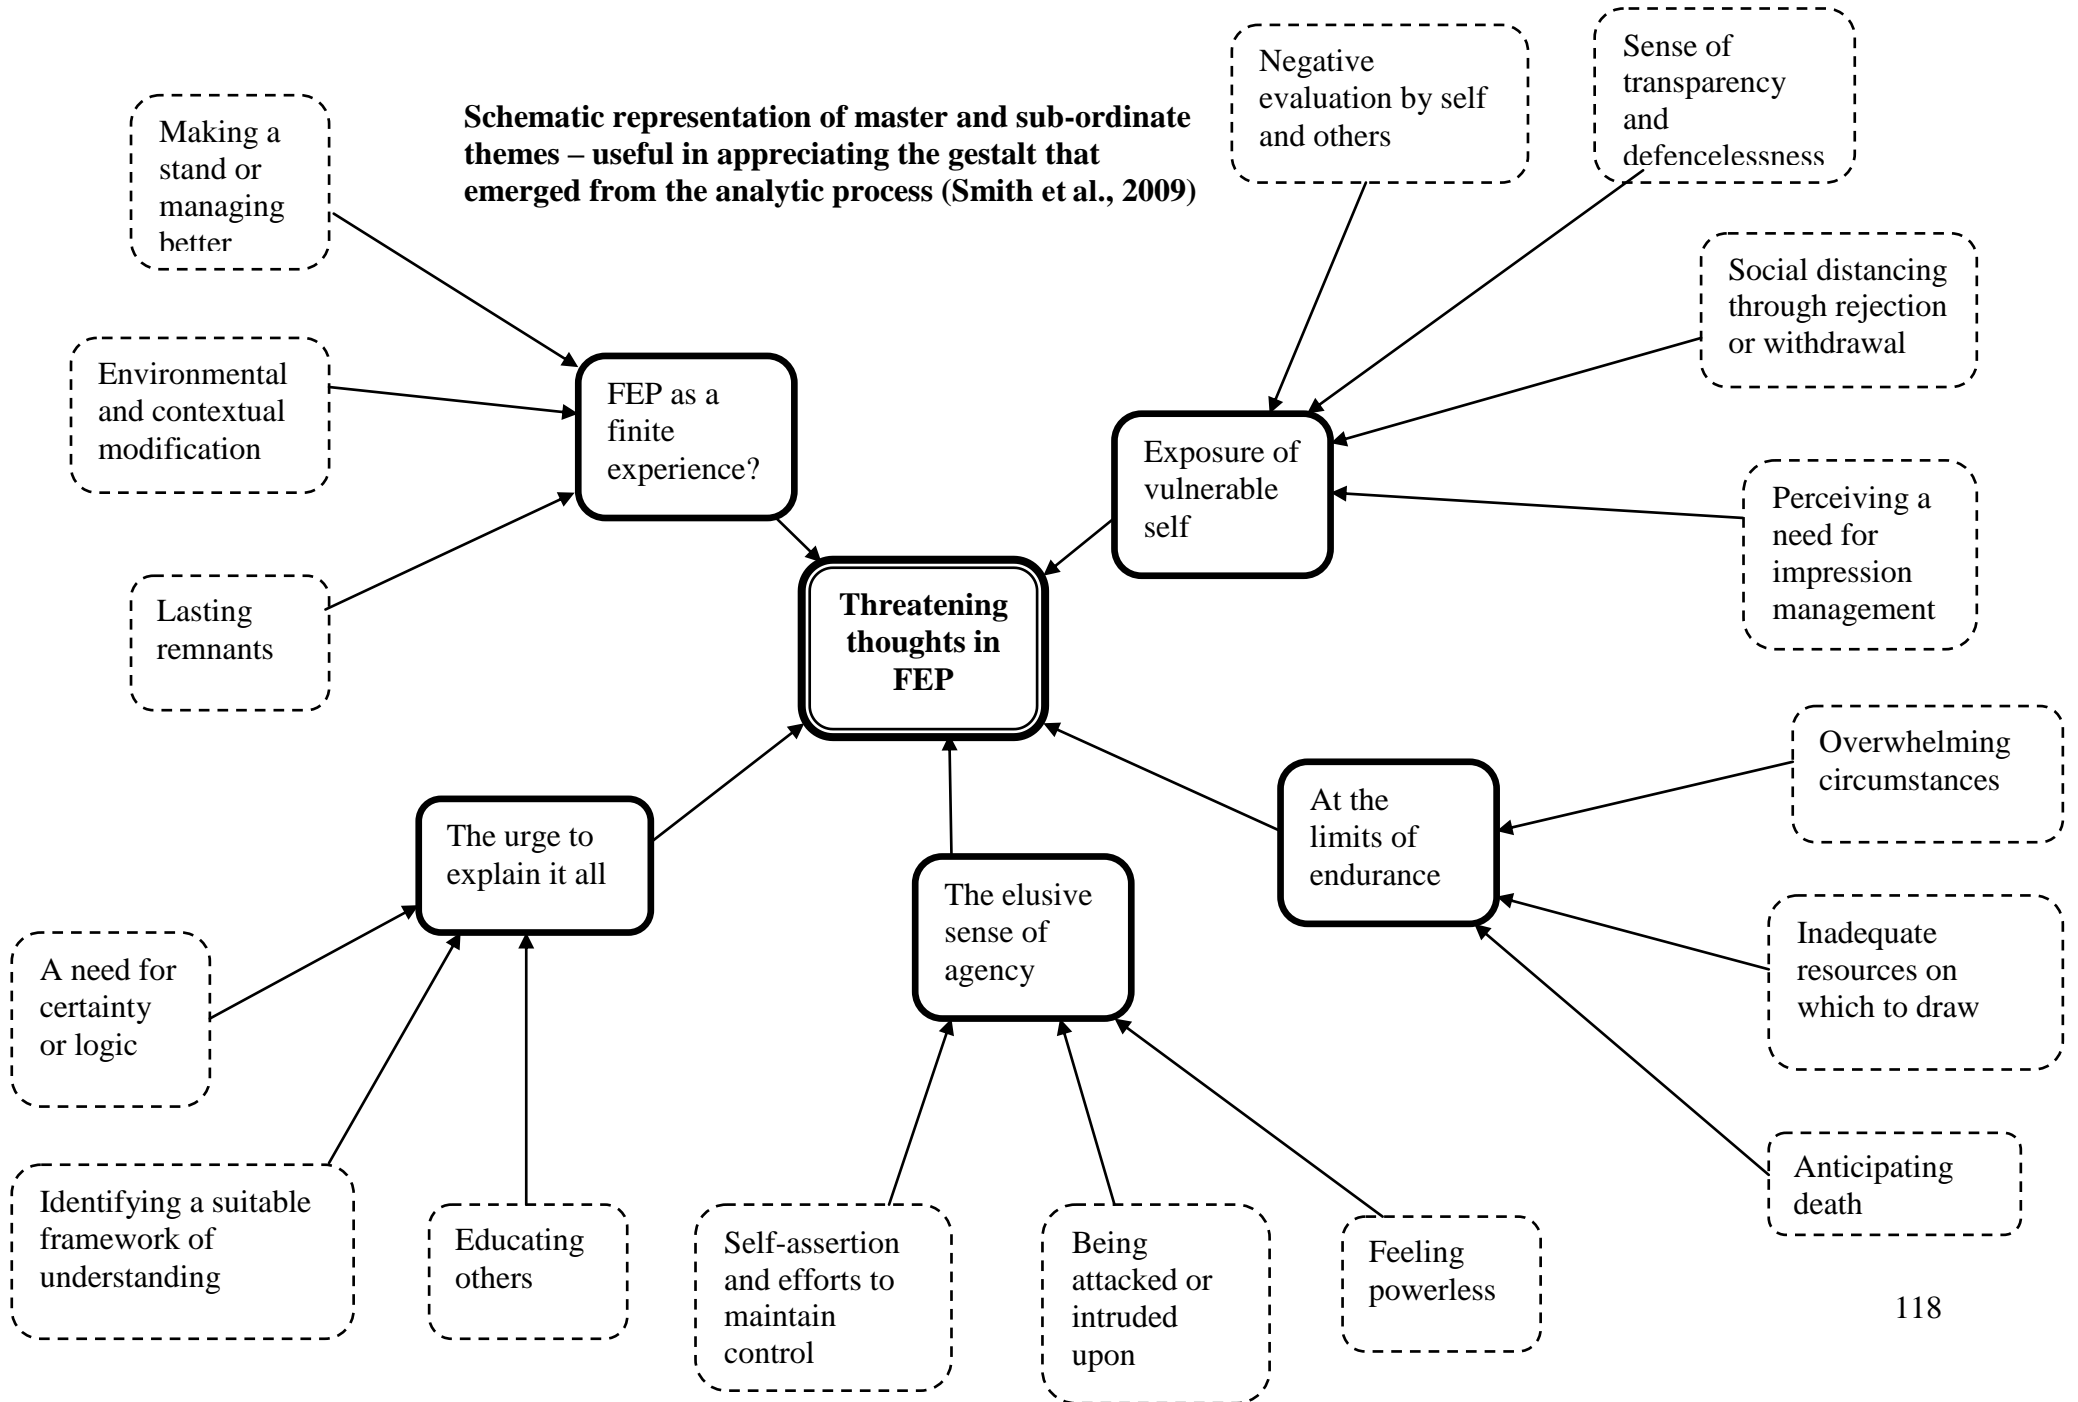 Schematic representation of master and sub-ordinate
themes – useful in appreciating the gestalt that
emerged from the analytic process (Smith et al., 2009)
Making a
stand or
managing
better
Environmental
and contextual
modification
Lasting
remnants
FEP as a
finite
experience?
Negative
evaluation by self
and others
Sense of
transparency
and
defencelessness
Social distancing
through rejection
or withdrawal
Perceiving a
need for
impression
management
Exposure of
vulnerable
self
Threatening
thoughts in
FEP
The urge to
explain it all
A need for
certainty
or logic
Identifying a suitable
framework of
understanding
Educating
others
The elusive
sense of
agency
Self-assertion
and efforts to
maintain
control
Being
attacked or
intruded
upon
Feeling
powerless
At the
limits of
endurance
Overwhelming
circumstances
Inadequate
resources on
which to draw
Anticipating
death
118